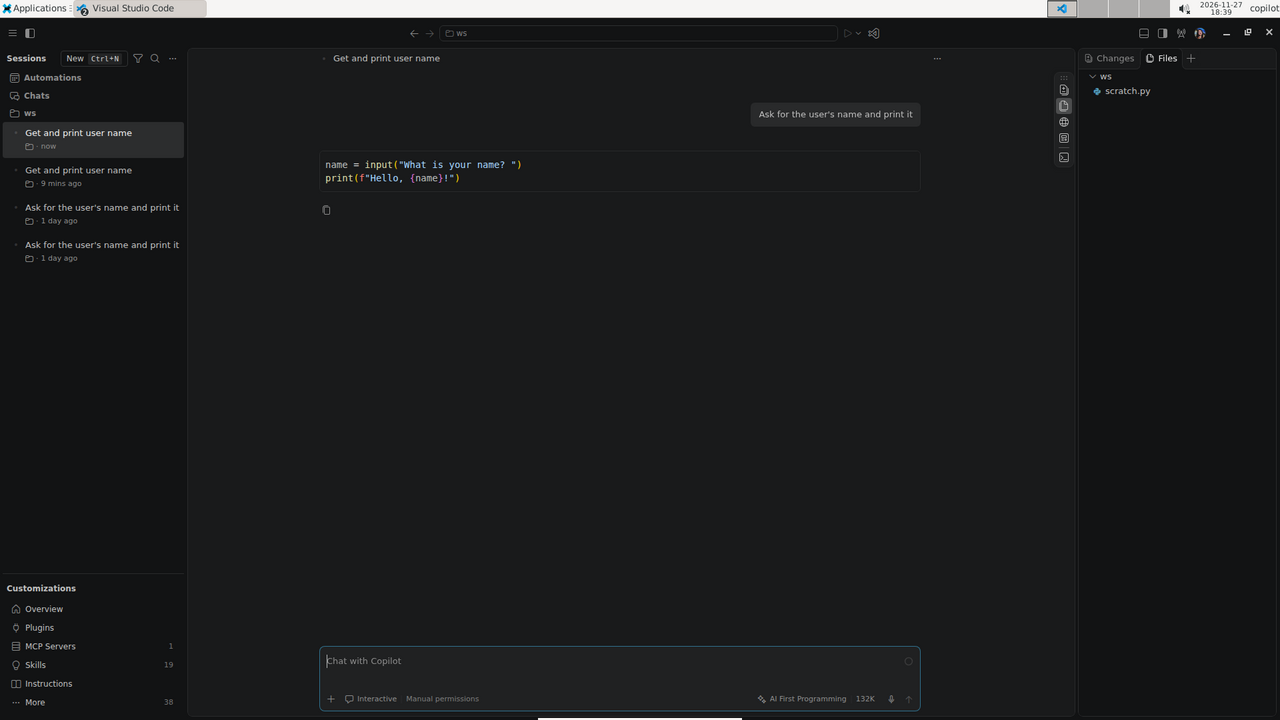 Applications
Visual Studio Code
2
2026-11-27
18:39
copilot
ws
Sessions
New Ctrl+N
Automations
Chats
ws
Get and print user name
· now
Get and print user name
· 9 mins ago
Ask for the user's name and print it
· 1 day ago
Ask for the user's name and print it
· 1 day ago
Customizations
Overview
Plugins
MCP Servers 1
Skills 19
Instructions
More 38
Get and print user name
Ask for the user's name and print it
name = input("What is your name? ")
print(f"Hello, {name}!")
Chat with Copilot
Interactive · Manual permissions
AI First Programming 132K
Changes
Files
ws
scratch.py